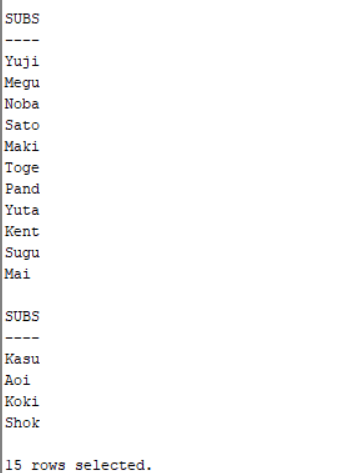 SUBS
----
Yuji
Megu
Noba
Sato
Maki
Toge
Pand
Yuta
Kent
Sugu
Mai
SUBS
----
Kasu
Aoi
Koki
Shok
15 rows selected.